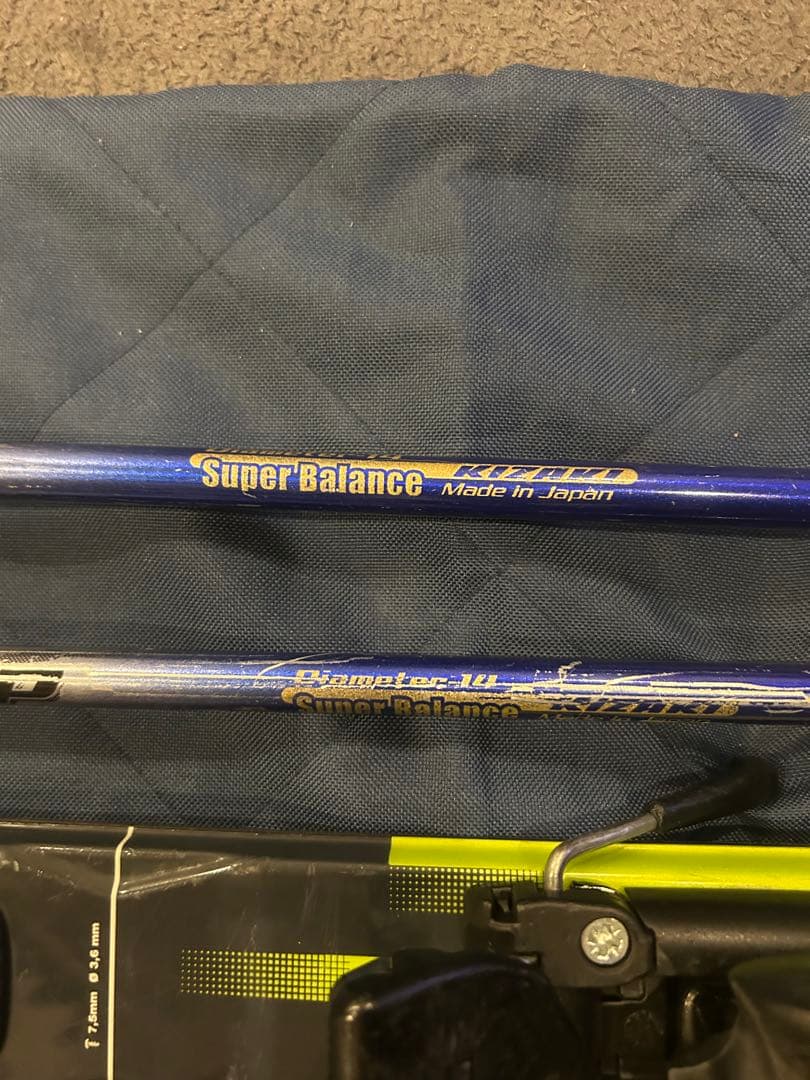 Super Balance KIZAKI
Made in Japan
Diameter-14
Super Balance KIZAKI
7,5mm Ø 3,6 mm